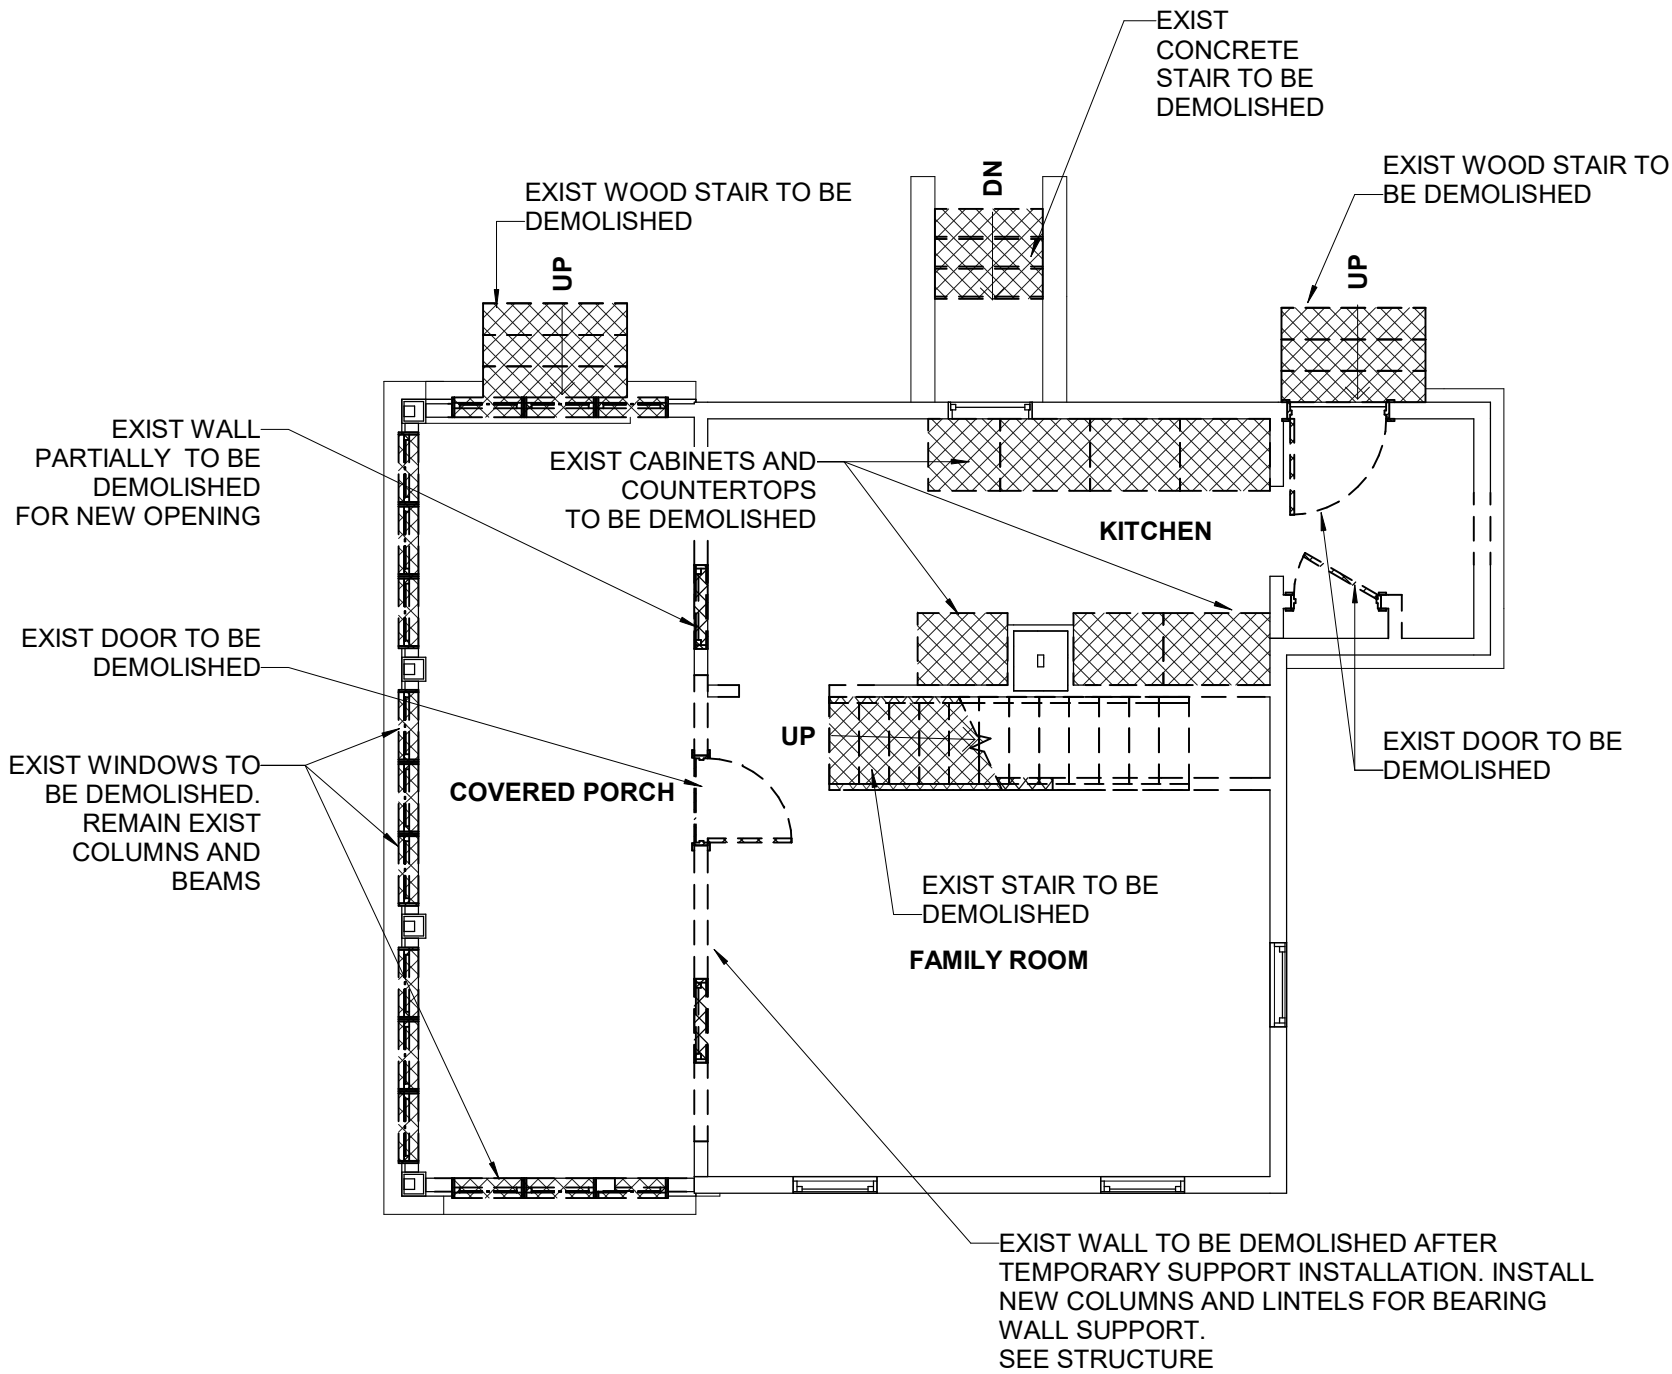 EXIST
CONCRETE
STAIR TO BE
DEMOLISHED
EXIST WOOD STAIR TO BE
DEMOLISHED
DN
EXIST WOOD STAIR TO
BE DEMOLISHED
UP
UP
EXIST WALL
PARTIALLY TO BE
DEMOLISHED
FOR NEW OPENING
EXIST CABINETS AND
COUNTERTOPS
TO BE DEMOLISHED
KITCHEN
EXIST DOOR TO BE
DEMOLISHED
UP
EXIST DOOR TO BE
DEMOLISHED
EXIST WINDOWS TO
BE DEMOLISHED.
REMAIN EXIST
COLUMNS AND
BEAMS
COVERED PORCH
EXIST STAIR TO BE
DEMOLISHED
FAMILY ROOM
EXIST WALL TO BE DEMOLISHED AFTER
TEMPORARY SUPPORT INSTALLATION. INSTALL
NEW COLUMNS AND LINTELS FOR BEARING
WALL SUPPORT.
SEE STRUCTURE